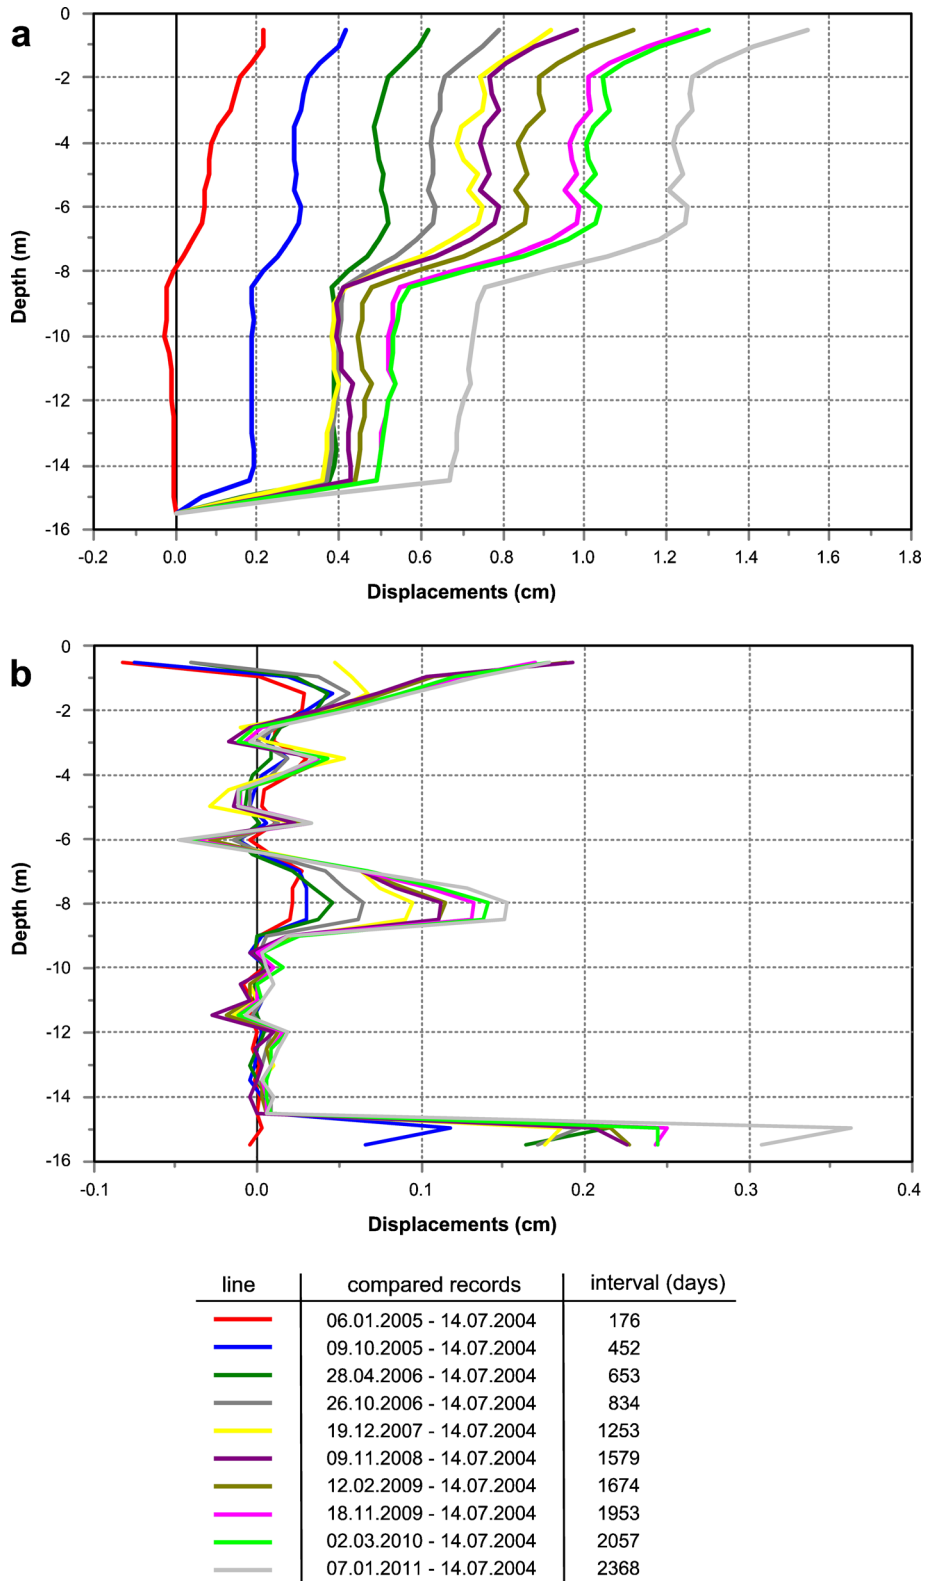 a
0
-2
-4
-6
-8
-10
-12
-14
-16
Depth (m)
-0.2 0.0 0.2 0.4 0.6 0.8 1.0 1.2 1.4 1.6 1.8
Displacements (cm)
b
0
-2
-4
-6
-8
-10
-12
-14
-16
Depth (m)
-0.1 0.0 0.1 0.2 0.3 0.4
Displacements (cm)
line compared records interval (days)
06.01.2005 - 14.07.2004 176
09.10.2005 - 14.07.2004 452
28.04.2006 - 14.07.2004 653
26.10.2006 - 14.07.2004 834
19.12.2007 - 14.07.2004 1253
09.11.2008 - 14.07.2004 1579
12.02.2009 - 14.07.2004 1674
18.11.2009 - 14.07.2004 1953
02.03.2010 - 14.07.2004 2057
07.01.2011 - 14.07.2004 2368